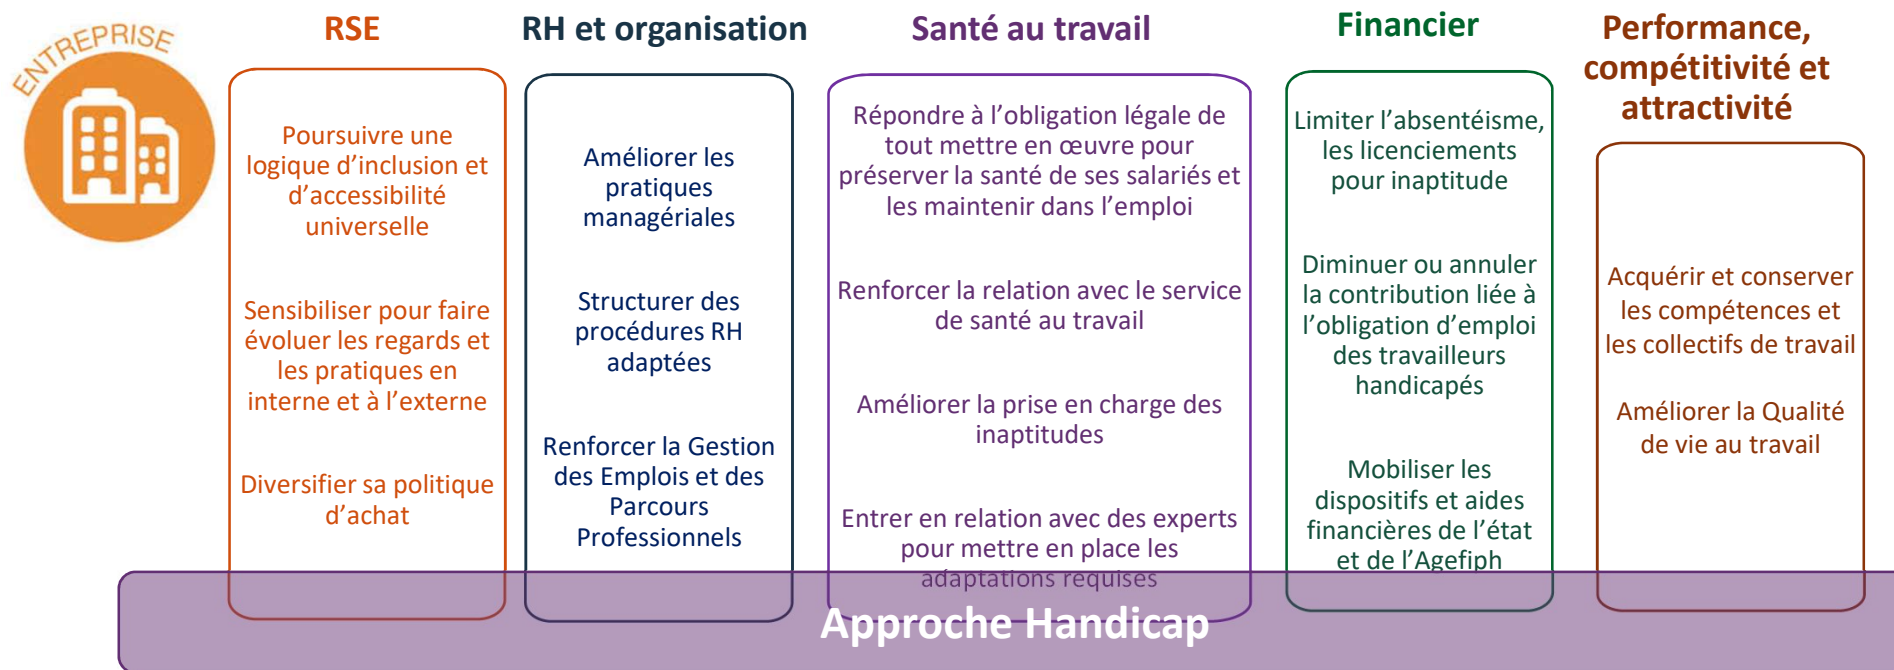 ENTREPRISE
RSE
Poursuivre une
logique d’inclusion et
d’accessibilité
universelle
Sensibiliser pour faire
évoluer les regards et
les pratiques en
interne et à l’externe
Diversifier sa politique
d’achat
RH et organisation
Améliorer les
pratiques
managériales
Structurer des
procédures RH
adaptées
Renforcer la Gestion
des Emplois et des
Parcours
Professionnels
Santé au travail
Répondre à l’obligation légale de
tout mettre en œuvre pour
préserver la santé de ses salariés et
les maintenir dans l’emploi
Renforcer la relation avec le service
de santé au travail
Améliorer la prise en charge des
inaptitudes
Entrer en relation avec des experts
pour mettre en place les
adaptations requises
Financier
Limiter l’absentéisme,
les licenciements
pour inaptitude
Diminuer ou annuler
la contribution liée à
l’obligation d’emploi
des travailleurs
handicapés
Mobiliser les
dispositifs et aides
financières de l’état
et de l’Agefiph
Performance,
compétitivité et
attractivité
Acquérir et conserver
les compétences et
les collectifs de travail
Améliorer la Qualité
de vie au travail
Approche Handicap